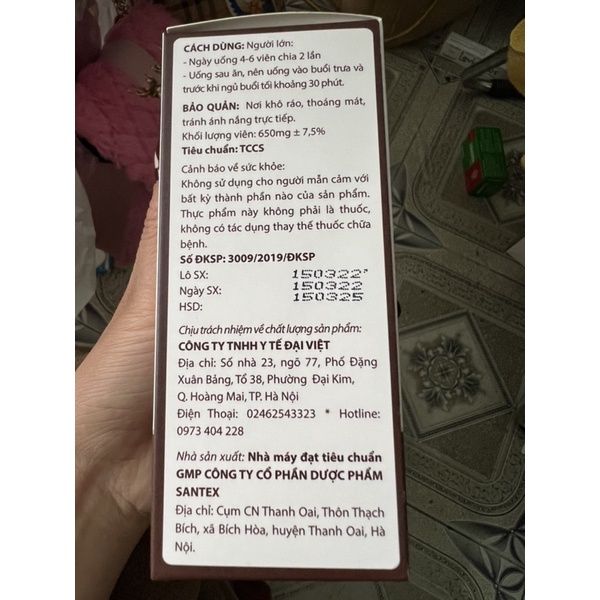 CÁCH DÙNG: Người lớn:
- Ngày uống 4-6 viên chia 2 lần
- Uống sau ăn, nên uống vào buổi trưa và
trước khi ngủ buổi tối khoảng 30 phút.
BẢO QUẢN: Nơi khô ráo, thoáng mát,
tránh ánh nắng trực tiếp.
Khối lượng viên: 650mg ± 7,5%
Tiêu chuẩn: TCCS
Cảnh báo về sức khỏe:
Không sử dụng cho người mẫn cảm với
bất kỳ thành phần nào của sản phẩm.
Thực phẩm này không phải là thuốc,
không có tác dụng thay thế thuốc chữa
bệnh.
Số ĐKSP: 3009/2019/ĐKSP
Lô SX: 150322*
Ngày SX: 150322
HSD: 150325
Chịu trách nhiệm về chất lượng sản phẩm:
CÔNG TY TNHH Y TẾ ĐẠI VIỆT
Địa chỉ: Số nhà 23, ngõ 77, Phố Đặng
Xuân Bảng, Tổ 38, Phường Đại Kim,
Q. Hoàng Mai, TP. Hà Nội
Điện Thoại: 02462543323 * Hotline:
0973 404 228
Nhà sản xuất: Nhà máy đạt tiêu chuẩn
GMP CÔNG TY CỔ PHẦN DƯỢC PHẨM
SANTEX
Địa chỉ: Cụm CN Thanh Oai, Thôn Thạch
Bích, xã Bích Hòa, huyện Thanh Oai, Hà
Nội.